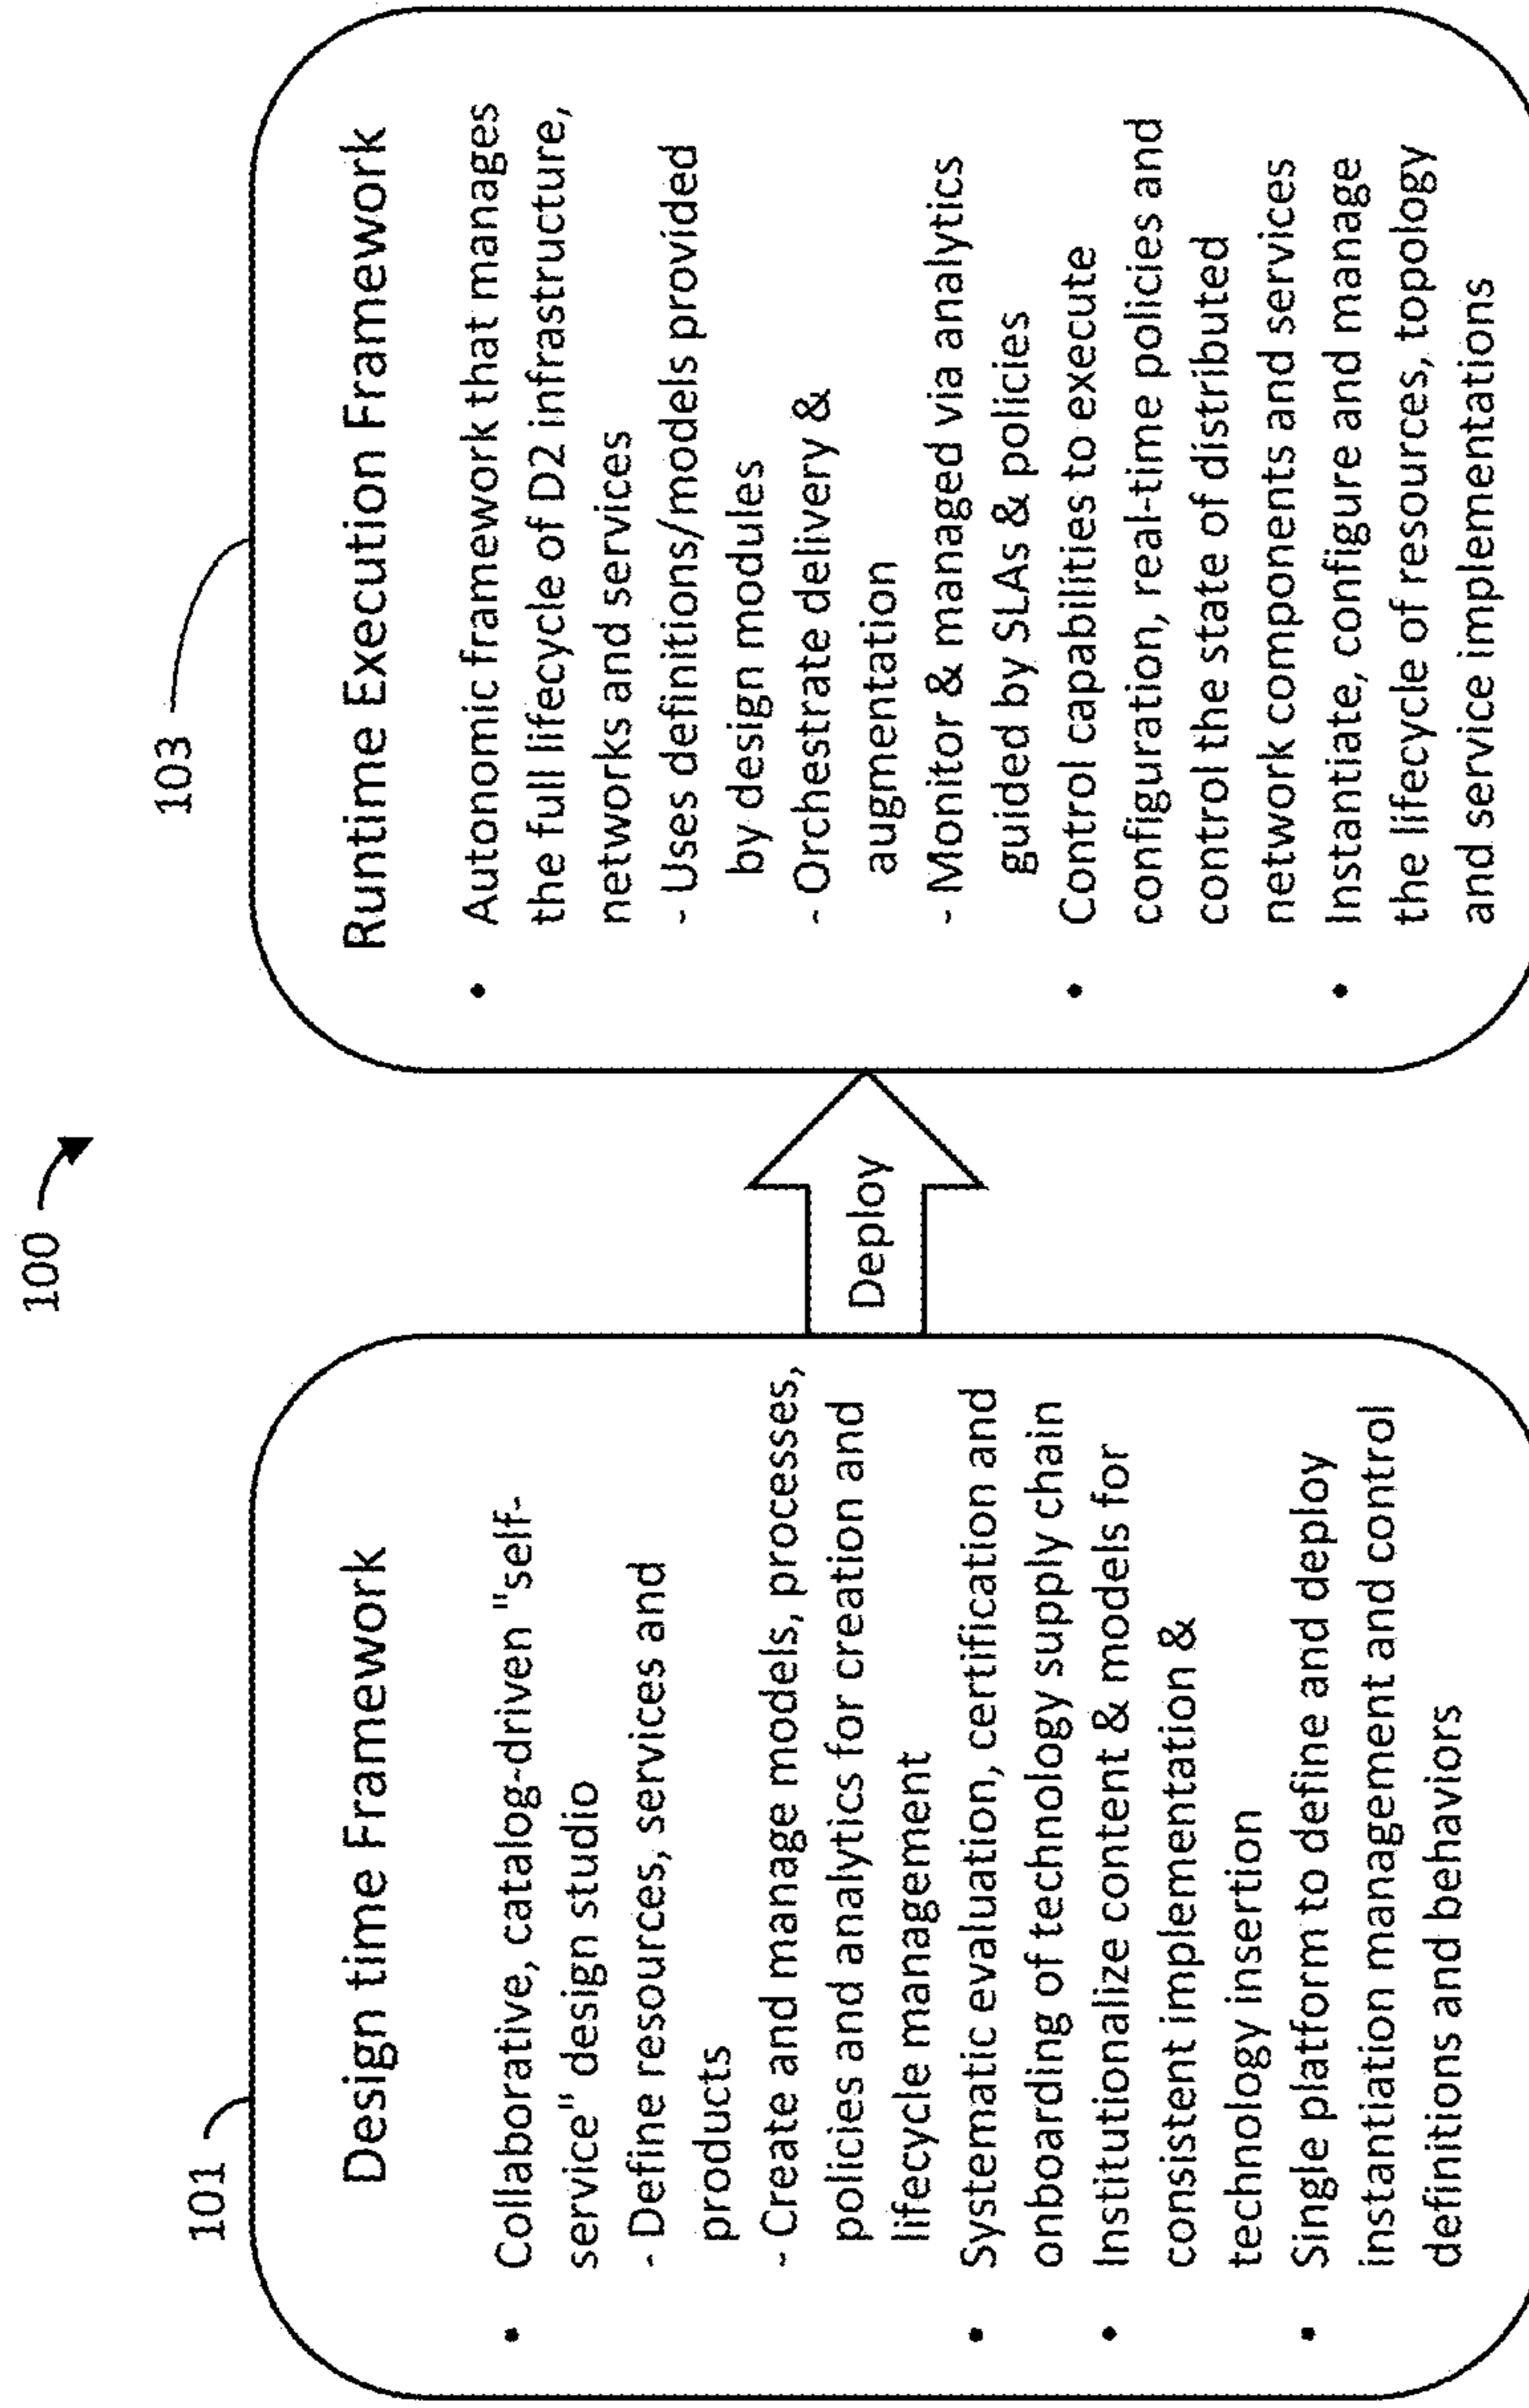 100
101
Design time Framework
• Collaborative, catalog-driven "self-
service" design studio
- Define resources, services and
products
- Create and manage models, processes,
policies and analytics for creation and
lifecycle management
• Systematic evaluation, certification and
onboarding of technology supply chain
• Institutionalize content & models for
consistent implementation &
technology insertion
• Single platform to define and deploy
instantiation management and control
definitions and behaviors
Deploy
103
Runtime Execution Framework
• Autonomic framework that manages
the full lifecycle of D2 infrastructure,
networks and services
- Uses definitions/models provided
by design modules
- Orchestrate delivery &
augmentation
- Monitor & managed via analytics
guided by SLAs & policies
• Control capabilities to execute
configuration, real-time policies and
control the state of distributed
network components and services
• Instantiate, configure and manage
the lifecycle of resources, topology
and service implementations